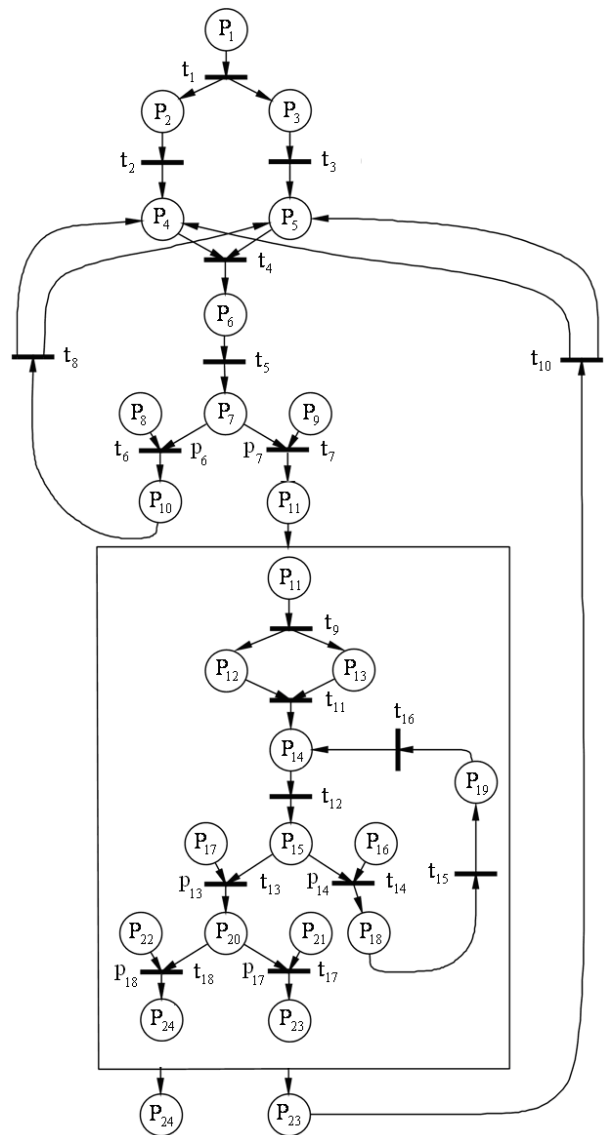 P₁
t₁
P₂ P₃
t₂ t₃
P₄ P₅
t₄
P₆
t₈ t₅ t₁₀
P₈ P₇ P₉
t₆ p₆ p₇ t₇
P₁₀ P₁₁
P₁₁
t₉
P₁₂ P₁₃
t₁₁
t₁₆
P₁₄
P₁₉
t₁₂
P₁₇ P₁₅ P₁₆
p₁₃ t₁₃ p₁₄ t₁₄ t₁₅
P₂₂ P₂₀ P₂₁ P₁₈
p₁₈ t₁₈ p₁₇ t₁₇
P₂₄ P₂₃
P₂₄ P₂₃